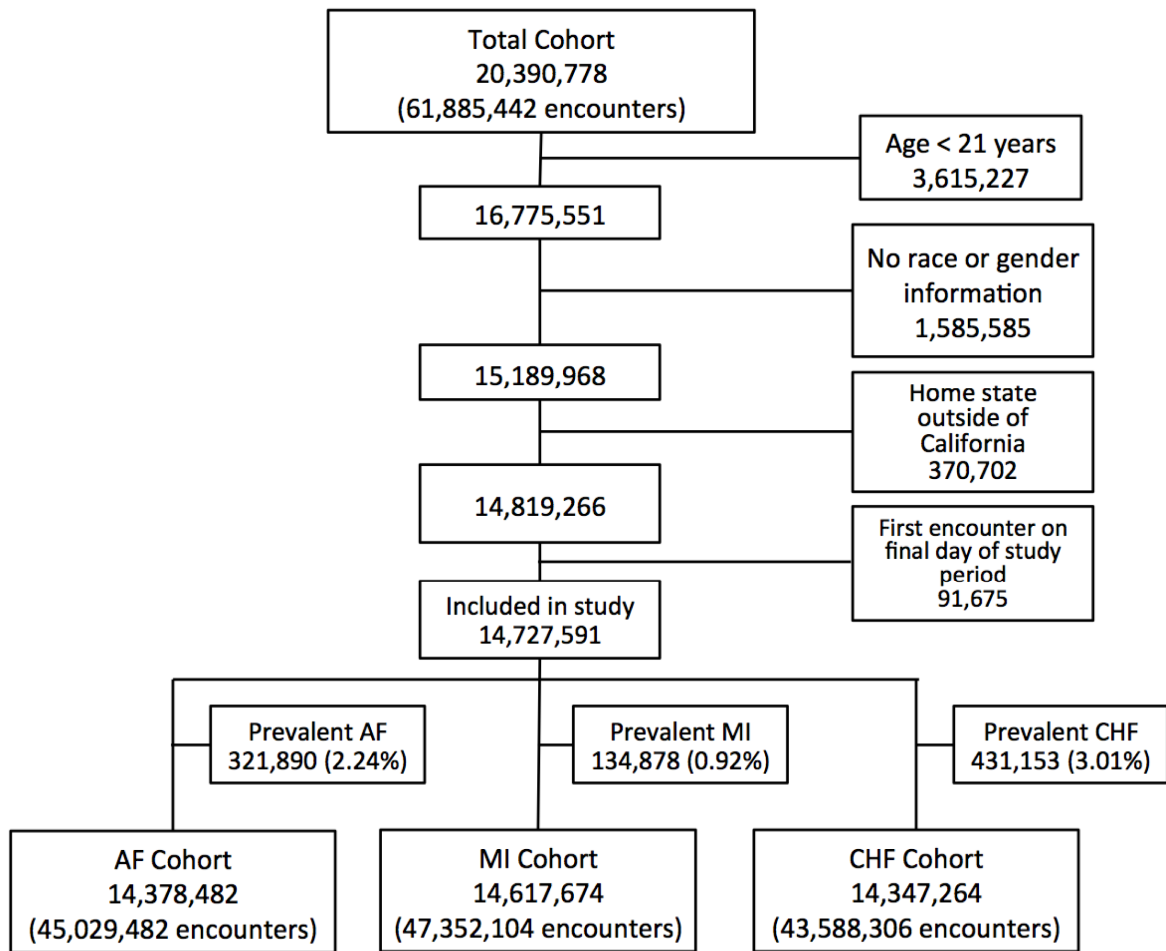 Total Cohort
20,390,778
(61,885,442 encounters)
Age < 21 years
3,615,227
16,775,551
No race or gender
information
1,585,585
15,189,968
Home state
outside of
California
370,702
14,819,266
First encounter on
final day of study
period
91,675
Included in study
14,727,591
Prevalent AF
321,890 (2.24%)
Prevalent MI
134,878 (0.92%)
Prevalent CHF
431,153 (3.01%)
AF Cohort
14,378,482
(45,029,482 encounters)
MI Cohort
14,617,674
(47,352,104 encounters)
CHF Cohort
14,347,264
(43,588,306 encounters)